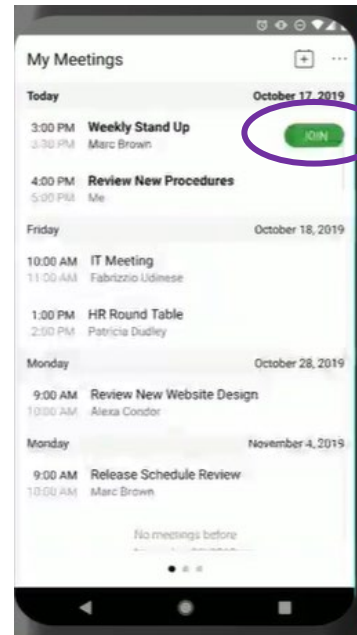 My Meetings
Today October 17, 2019
3:00 PM Weekly Stand Up JOIN
3:30 PM Marc Brown
4:00 PM Review New Procedures
5:00 PM Me
Friday October 18, 2019
10:00 AM IT Meeting
11:00 AM Fabrizzio Udinese
1:00 PM HR Round Table
2:00 PM Patricia Dudley
Monday October 28, 2019
9:00 AM Review New Website Design
10:00 AM Alexa Condor
Monday November 4, 2019
9:00 AM Release Schedule Review
10:00 AM Marc Brown
No meetings before